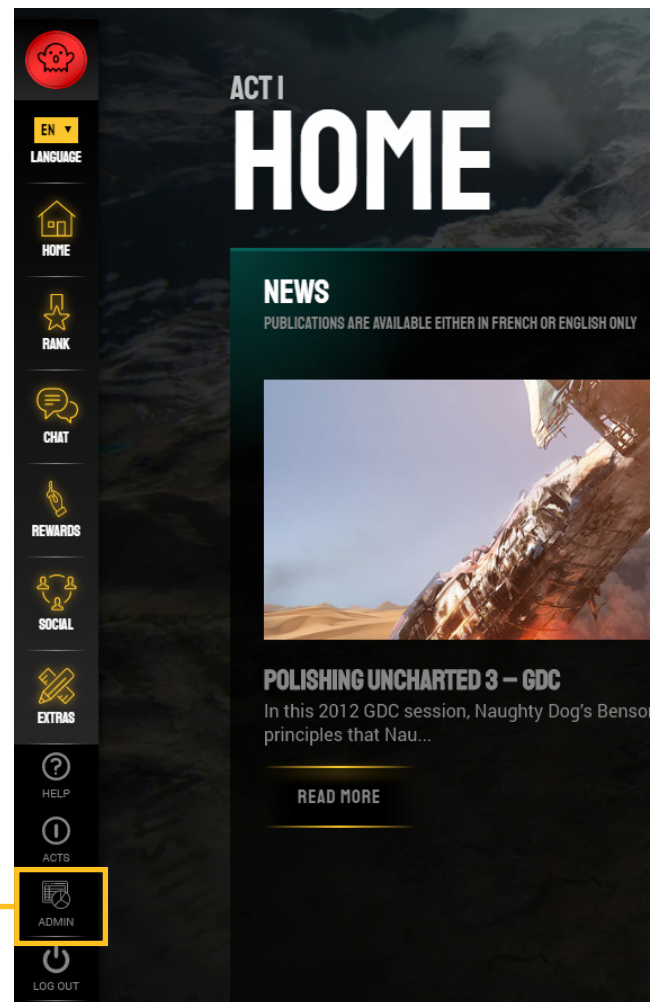 EN
LANGUAGE
HOME
RANK
CHAT
REWARDS
SOCIAL
EXTRAS
HELP
ACTS
ADMIN
LOG OUT
ACT I
HOME
NEWS
PUBLICATIONS ARE AVAILABLE EITHER IN FRENCH OR ENGLISH ONLY
POLISHING UNCHARTED 3 – GDC
In this 2012 GDC session, Naughty Dog's Benson
principles that Nau...
READ MORE